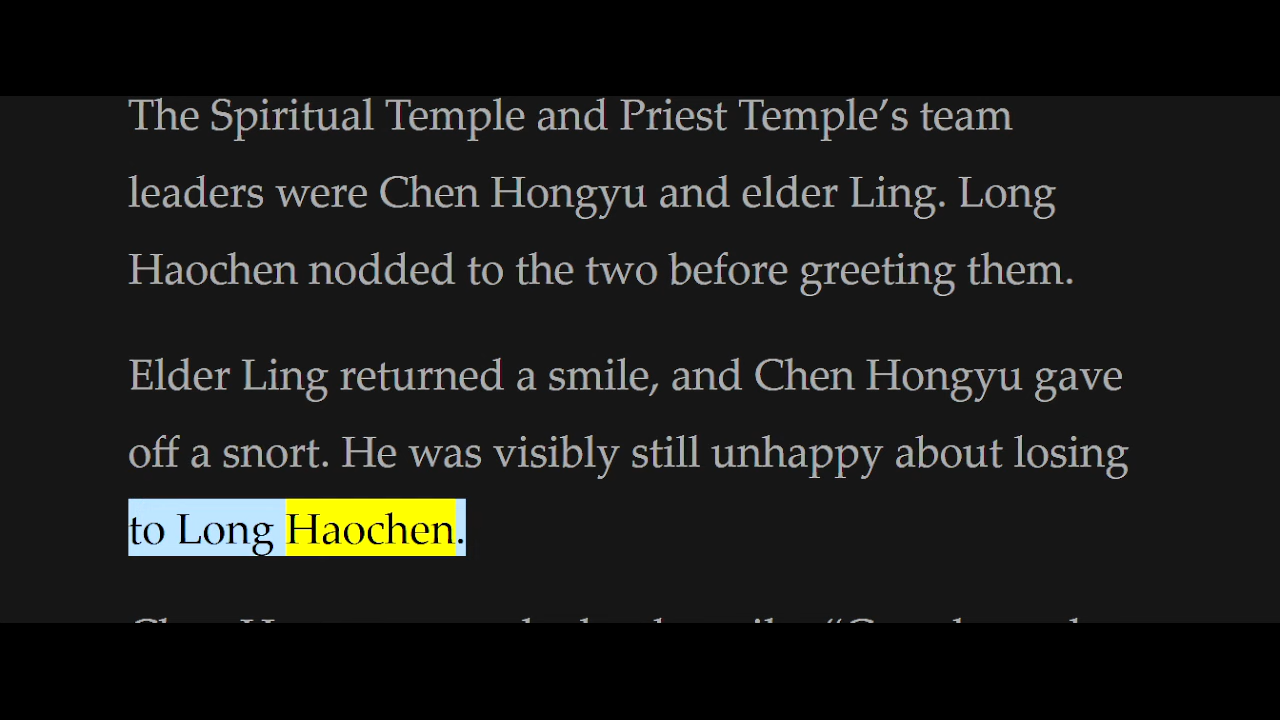 The Spiritual Temple and Priest Temple’s team
leaders were Chen Hongyu and elder Ling. Long
Haochen nodded to the two before greeting them.
Elder Ling returned a smile, and Chen Hongyu gave
off a snort. He was visibly still unhappy about losing
to Long Haochen.